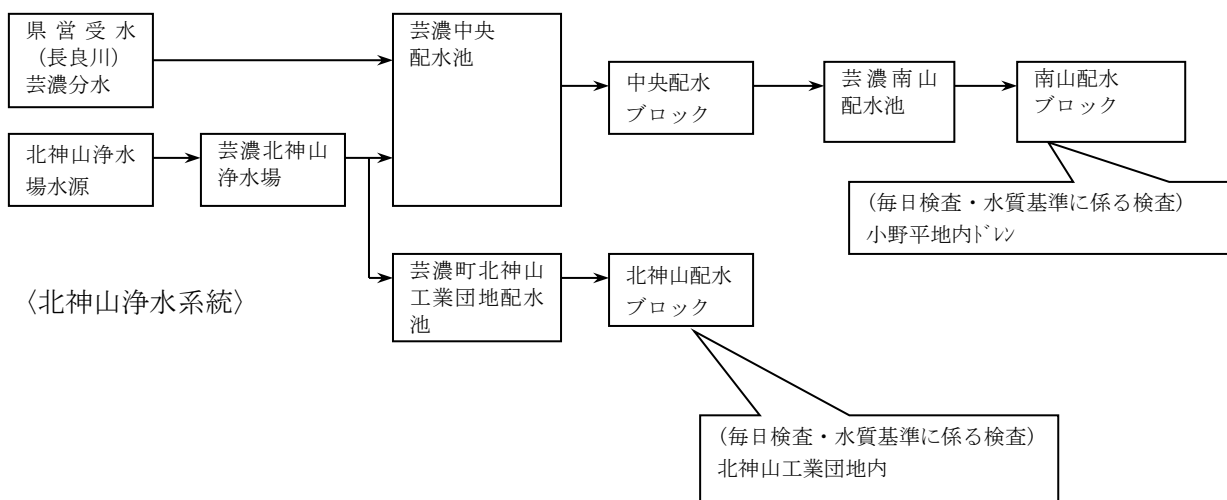 県営受水
（長良川）
芸濃分水
芸濃中央
配水池
中央配水
ブロック
芸濃南山
配水池
南山配水
ブロック
北神山浄水
場水源
芸濃北神山
浄水場
(毎日検査・水質基準に係る検査)
小野平地内ﾄﾞﾚﾝ
芸濃町北神山
工業団地配水
池
北神山配水
ブロック
〈北神山浄水系統〉
(毎日検査・水質基準に係る検査)
北神山工業団地内